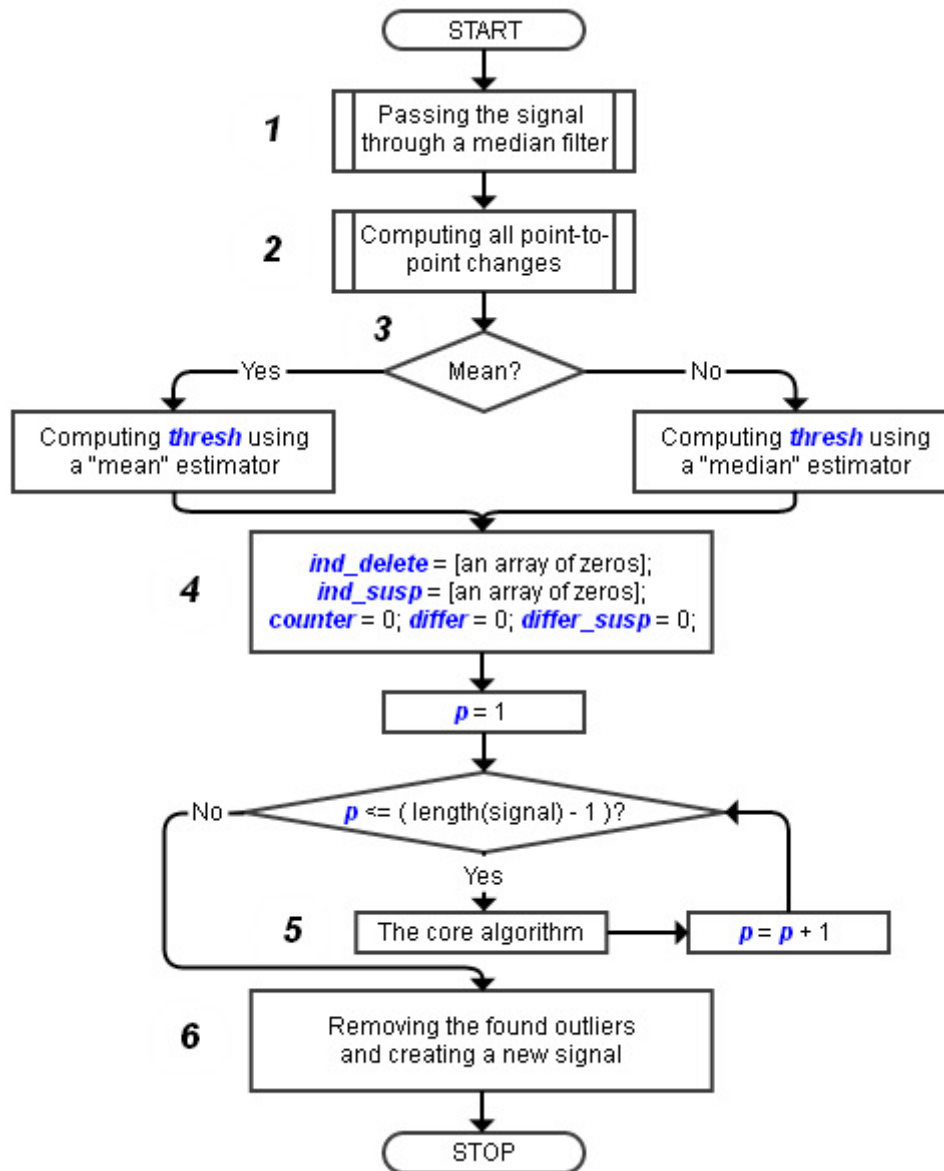 START
1
Passing the signal
through a median filter
2
Computing all point-to-
point changes
3
Mean?
Yes
No
Computing thresh using
a "mean" estimator
Computing thresh using
a "median" estimator
4
ind_delete = [an array of zeros];
ind_susp = [an array of zeros];
counter = 0; differ = 0; differ_susp = 0;
p = 1
p <= ( length(signal) - 1 )?
No
Yes
5
The core algorithm
p = p + 1
6
Removing the found outliers
and creating a new signal
STOP